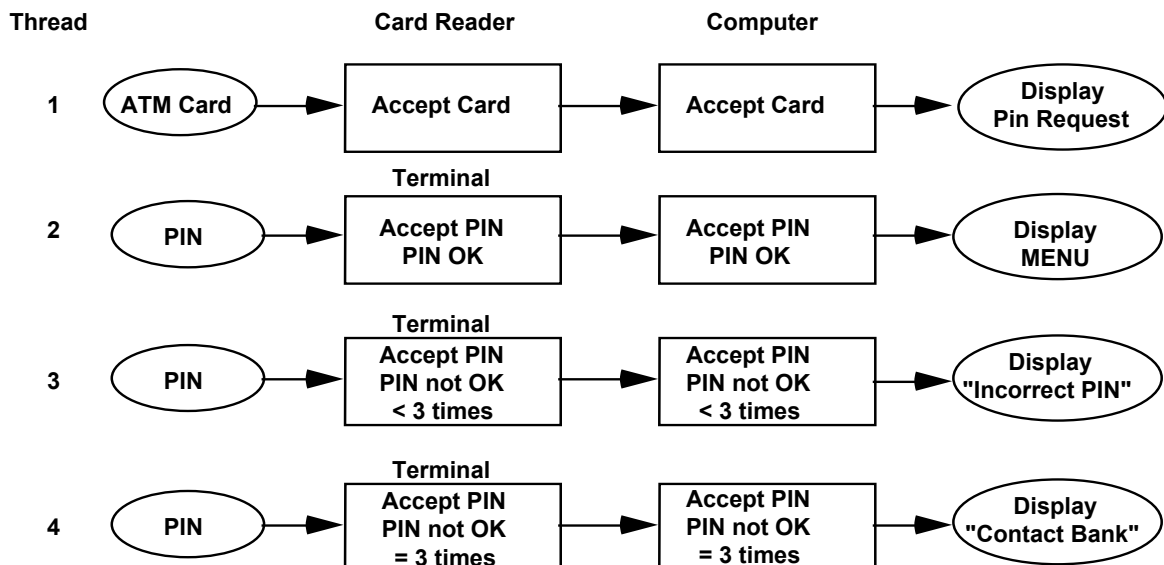 Thread Card Reader Computer
1 ATM Card Accept Card Accept Card Display
Pin Request
Terminal
2 PIN Accept PIN
PIN OK Accept PIN
PIN OK Display
MENU
Terminal
3 PIN Accept PIN
PIN not OK
< 3 times Accept PIN
PIN not OK
< 3 times Display
"Incorrect PIN"
Terminal
4 PIN Accept PIN
PIN not OK
= 3 times Accept PIN
PIN not OK
= 3 times Display
"Contact Bank"